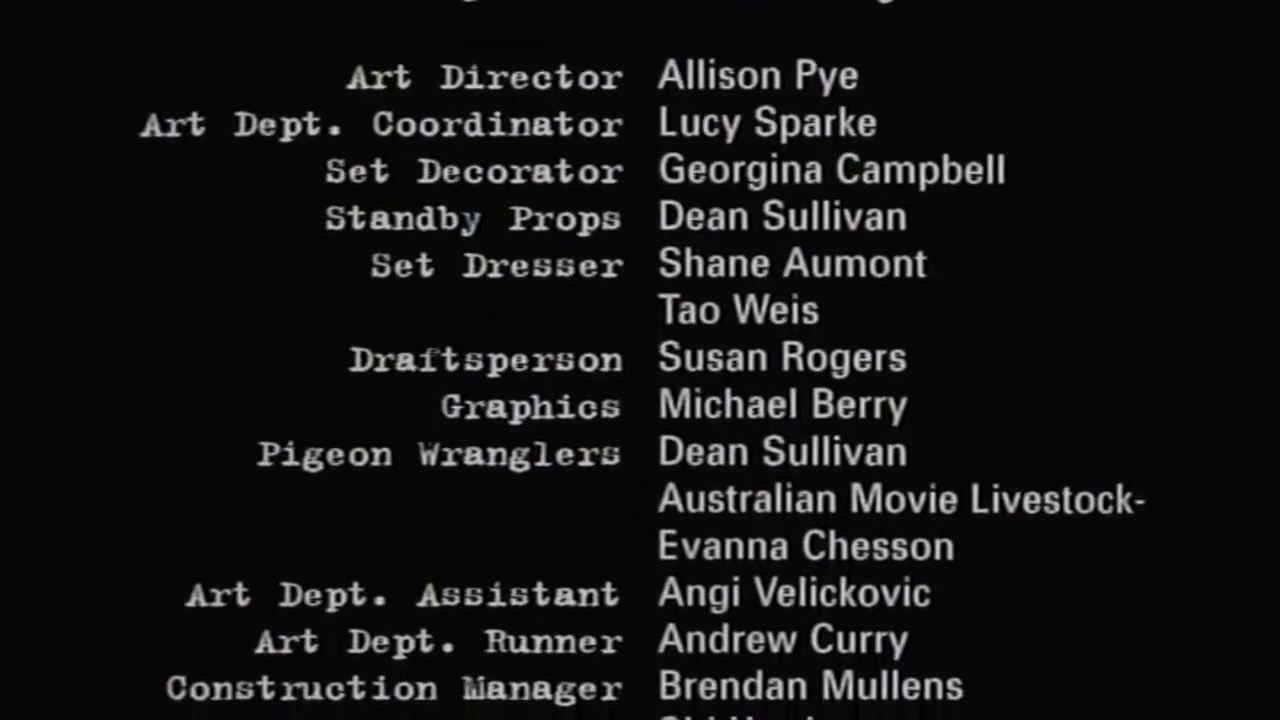 Art Director Allison Pye
Art Dept. Coordinator Lucy Sparke
Set Decorator Georgina Campbell
Standby Props Dean Sullivan
Set Dresser Shane Aumont
Tao Weis
Draftsperson Susan Rogers
Graphics Michael Berry
Pigeon Wranglers Dean Sullivan
Australian Movie Livestock-
Evanna Chesson
Art Dept. Assistant Angi Velickovic
Art Dept. Runner Andrew Curry
Construction Manager Brendan Mullens